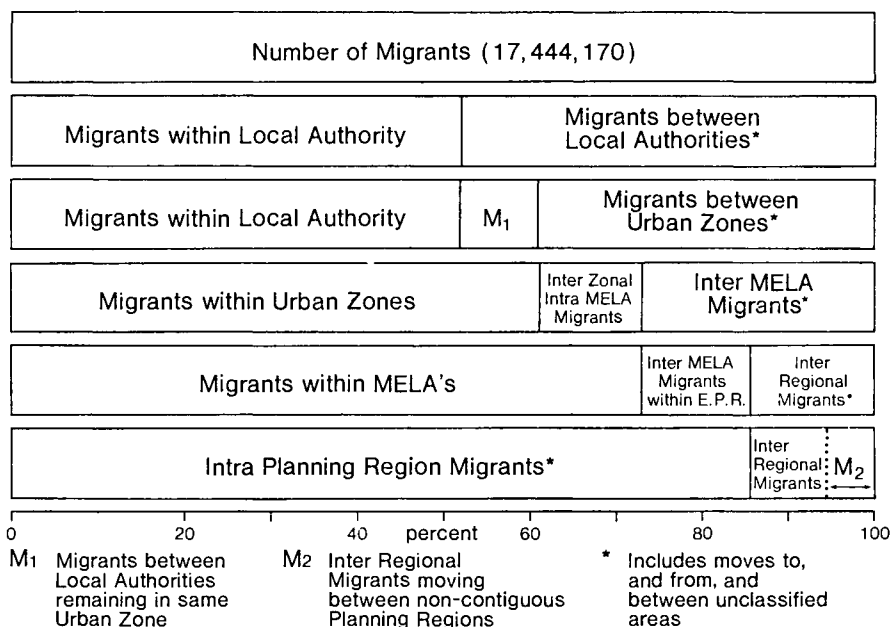 Number of Migrants (17,444,170)
Migrants within Local Authority
Migrants between
Local Authorities*
Migrants within Local Authority
M1
Migrants between
Urban Zones*
Migrants within Urban Zones
Inter Zonal
Intra MELA
Migrants
Inter MELA
Migrants*
Migrants within MELA's
Inter MELA
Migrants
within E.P.R.
Inter
Regional
Migrants*
Intra Planning Region Migrants*
Inter
Regional
Migrants
M2
0 20 40 percent 60 80 100
M1 Migrants between
Local Authorities
remaining in same
Urban Zone
M2 Inter Regional
Migrants moving
between non-contiguous
Planning Regions
* Includes moves to,
and from, and
between unclassified
areas